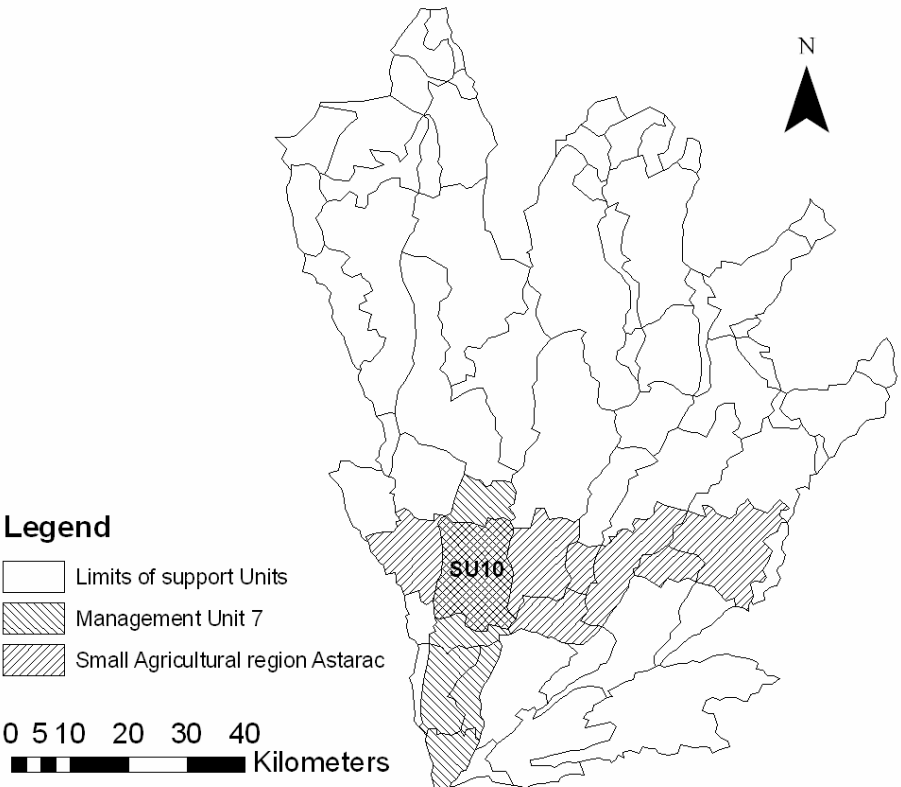 N
SU10
Legend
Limits of support Units
Management Unit 7
Small Agricultural region Astarac
0 5 10 20 30 40
Kilometers